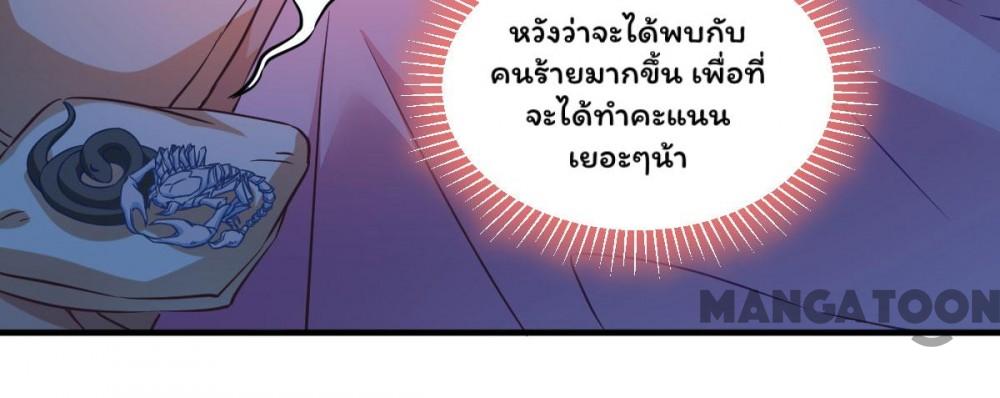 หวังว่าจะได้พบกับ
คนร้ายมากขึ้น เพื่อที่
จะได้ทำคะแนน
เยอะๆน้า
MANGATOON